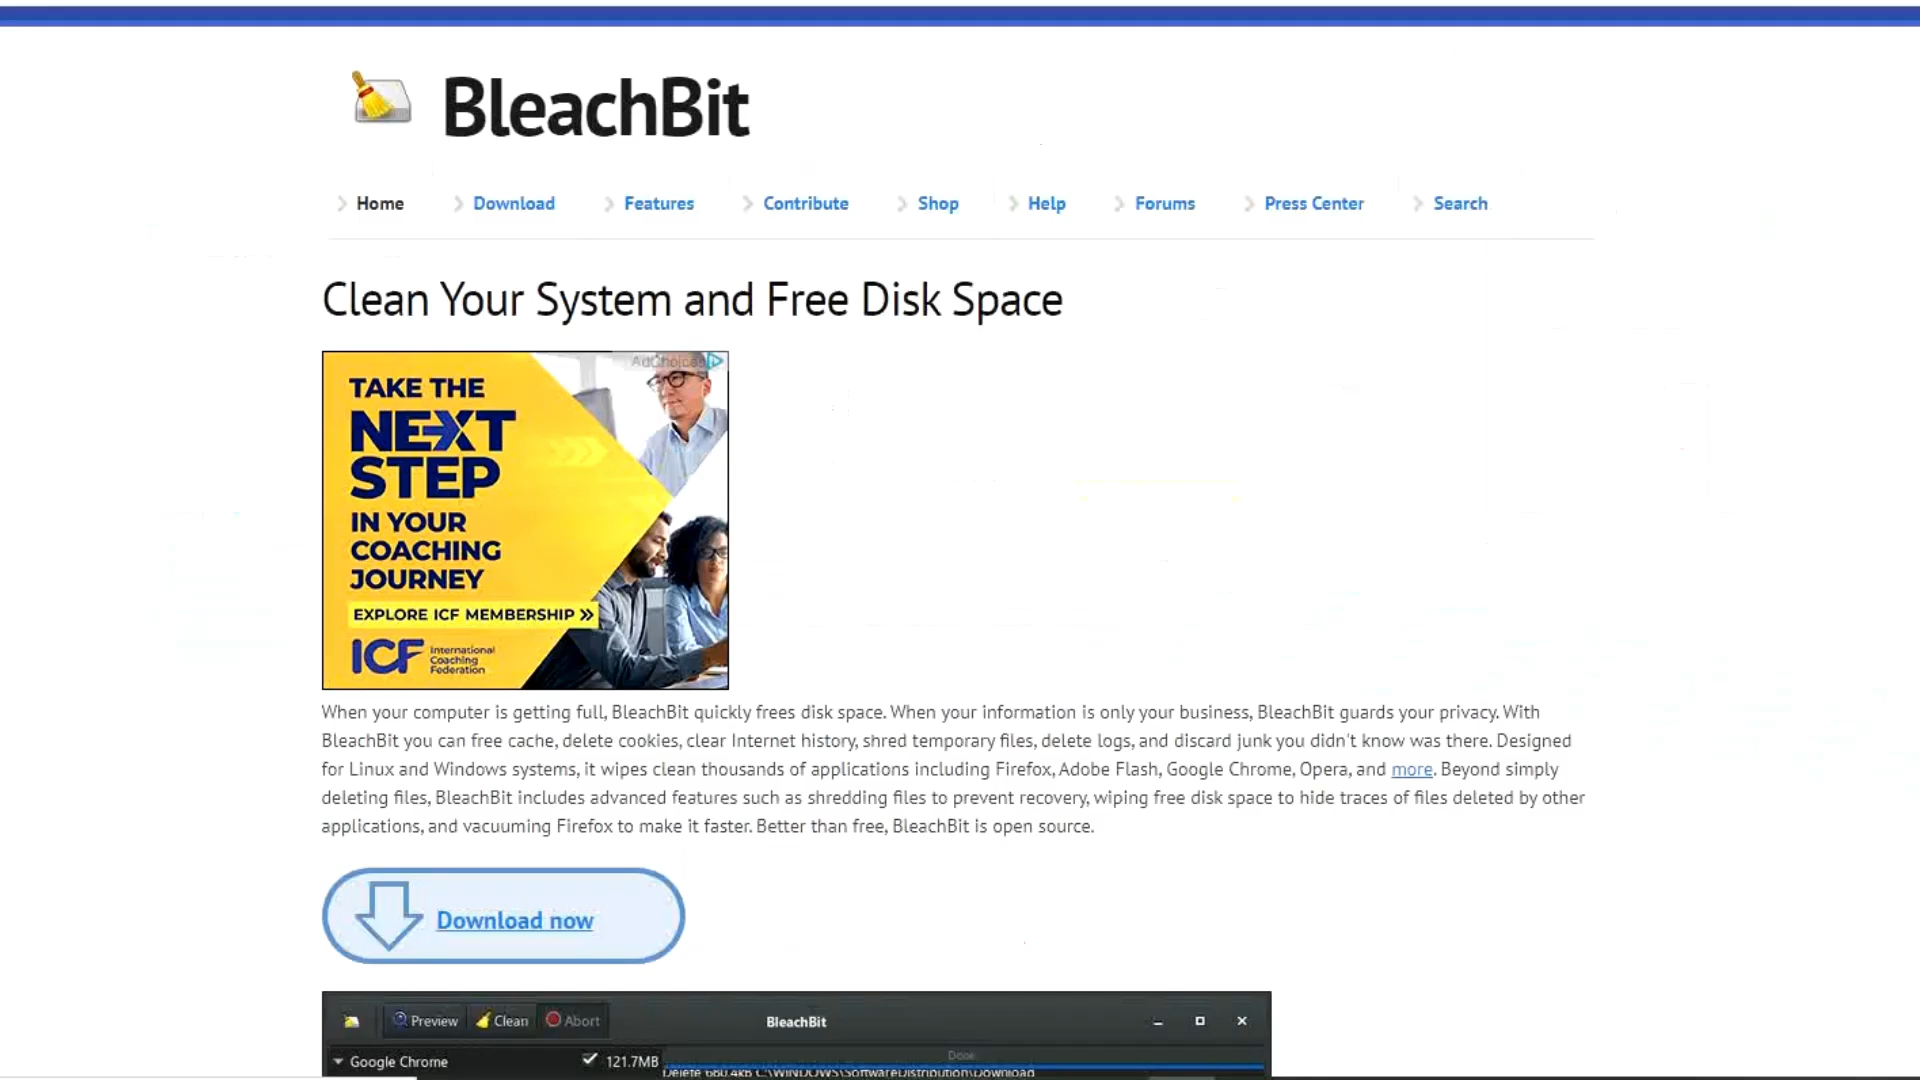 BleachBit
Home Download Features Contribute Shop Help Forums Press Center Search
Clean Your System and Free Disk Space
AdChoices
TAKE THE
NEXT
STEP
IN YOUR
COACHING
JOURNEY
EXPLORE ICF MEMBERSHIP »
ICF International
Coaching
Federation
When your computer is getting full, BleachBit quickly frees disk space. When your information is only your business, BleachBit guards your privacy. With
BleachBit you can free cache, delete cookies, clear Internet history, shred temporary files, delete logs, and discard junk you didn't know was there. Designed
for Linux and Windows systems, it wipes clean thousands of applications including Firefox, Adobe Flash, Google Chrome, Opera, and more. Beyond simply
deleting files, BleachBit includes advanced features such as shredding files to prevent recovery, wiping free disk space to hide traces of files deleted by other
applications, and vacuuming Firefox to make it faster. Better than free, BleachBit is open source.
Download now
Preview Clean Abort BleachBit
Google Chrome 121.7MB Done
Delete 680.4kB C:\WINDOWS\SoftwareDistribution\Download